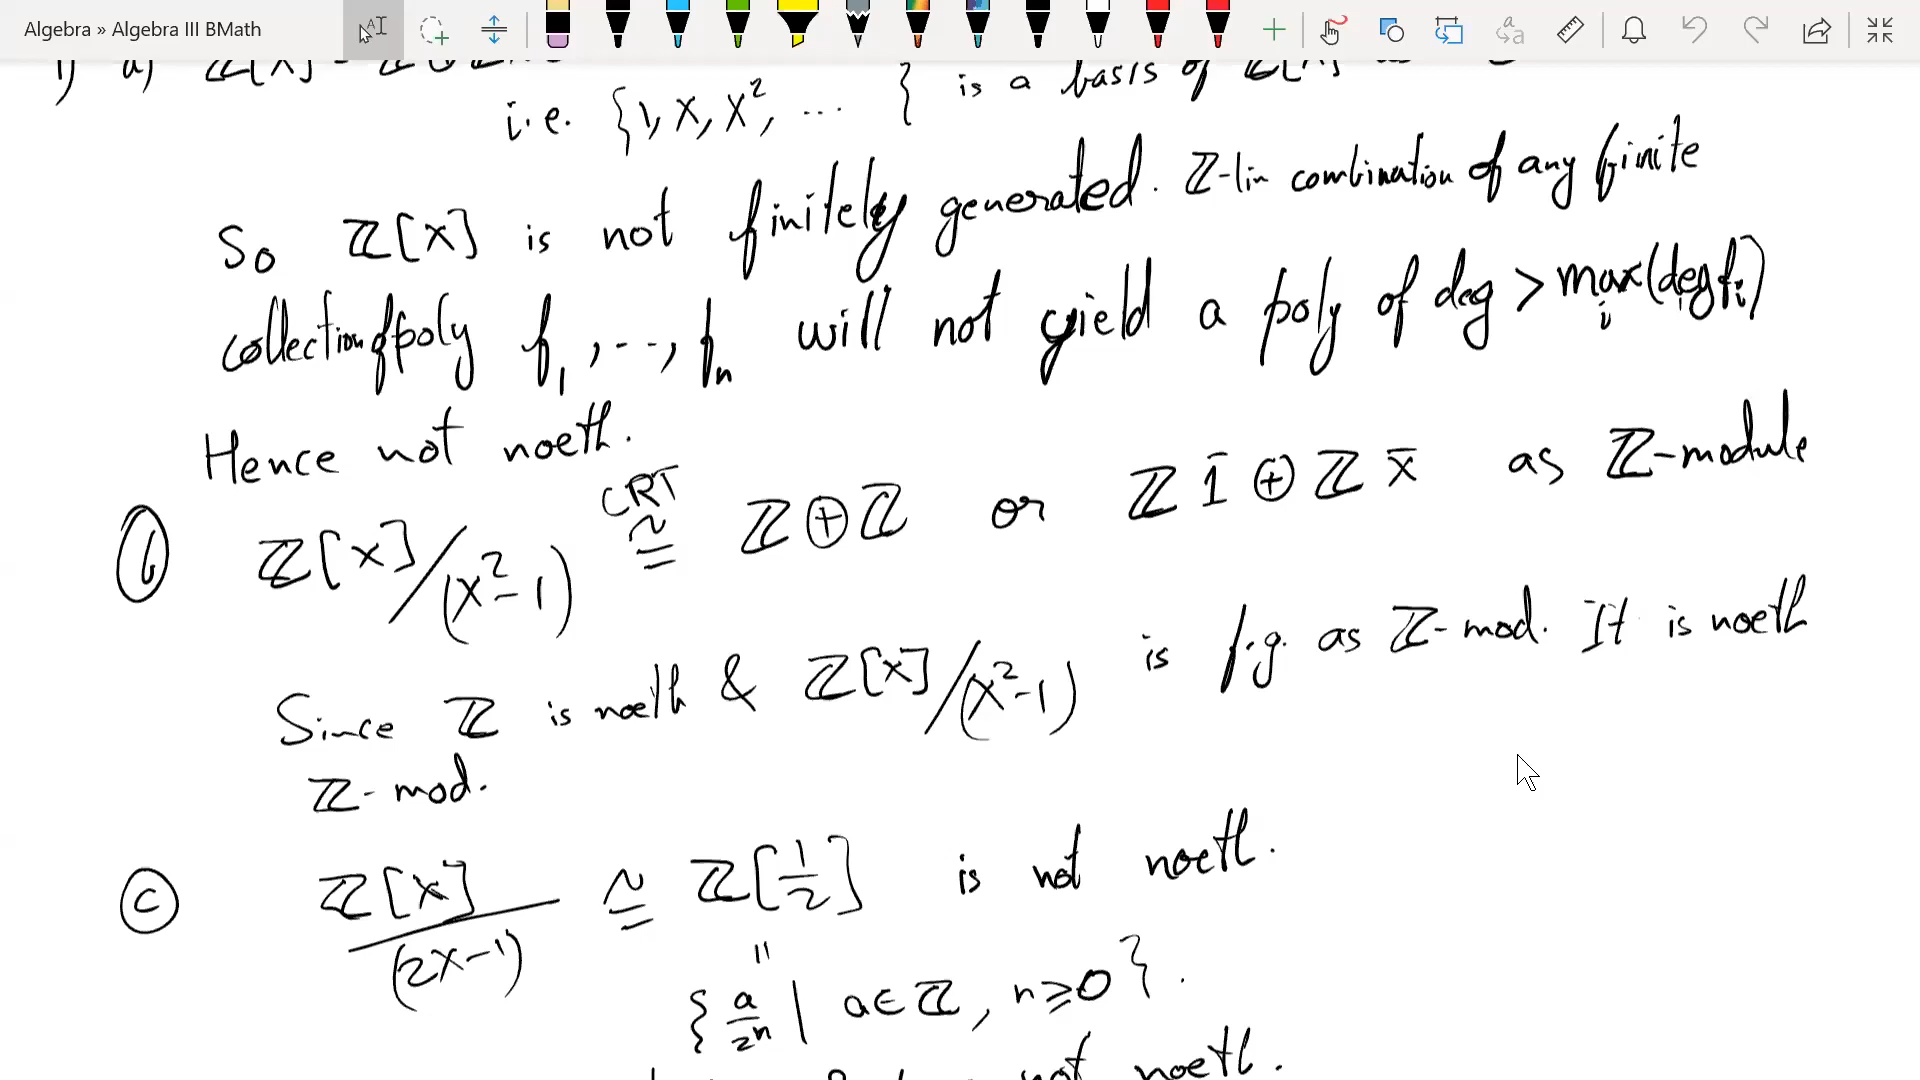 Algebra » Algebra III BMath
1) a) ℤ[X] =
i.e. {1, X, X², ... } is a basis of ℤ[X]
So ℤ[X] is not finitely generated. ℤ-lin combination of any finite
collection of poly f₁, ..., fₙ will not yield a poly of deg > max(deg fᵢ)
i
Hence not noeth.
(b) ℤ[X]/(X²-1) ≅ CRT ℤ⊕ℤ or ℤ1̄ ⊕ ℤx̄ as ℤ-module
Since ℤ is noeth & ℤ[X]/(X²-1) is f.g. as ℤ-mod. It is noeth
ℤ-mod.
(c) ℤ[X]/(2X-1) ≅ ℤ[1/2] is not noeth.
"
{a/2ⁿ | a∈ℤ, n≥0}.
not noeth.